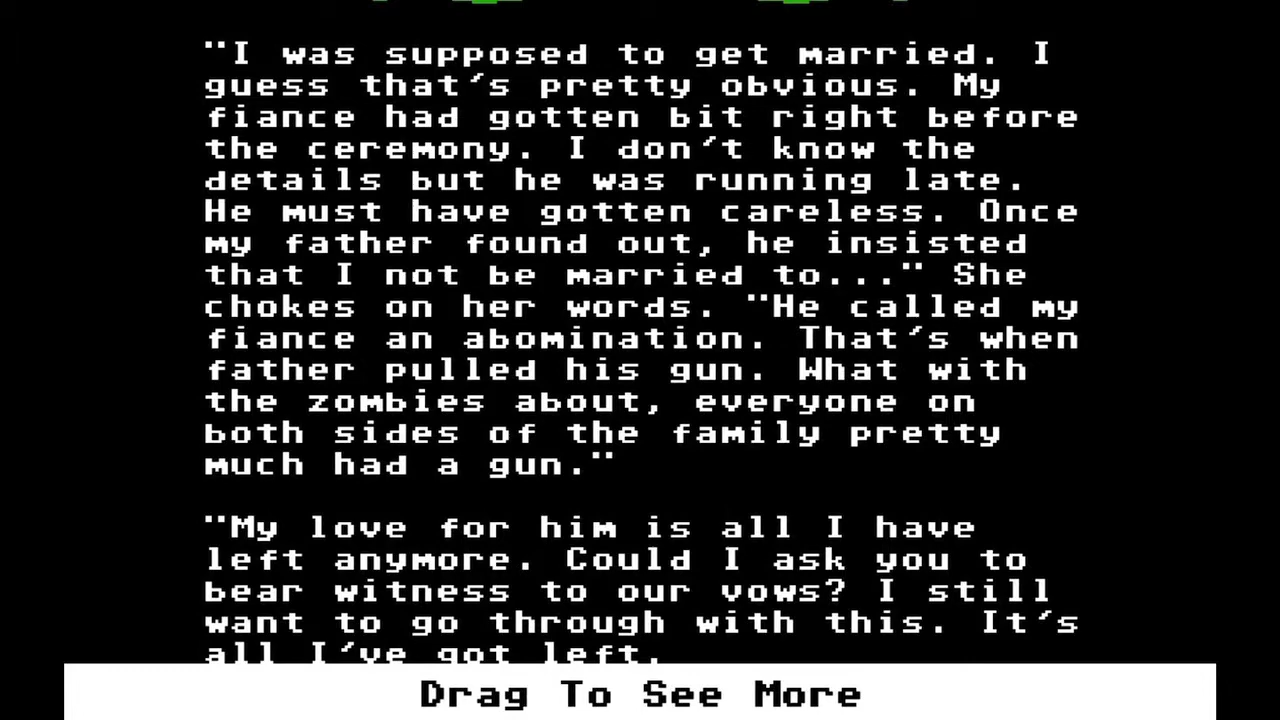 "I was supposed to get married. I
guess that's pretty obvious. My
fiance had gotten bit right before
the ceremony. I don't know the
details but he was running late.
He must have gotten careless. Once
my father found out, he insisted
that I not be married to..." She
chokes on her words. "He called my
fiance an abomination. That's when
father pulled his gun. What with
the zombies about, everyone on
both sides of the family pretty
much had a gun."
"My love for him is all I have
left anymore. Could I ask you to
bear witness to our vows? I still
want to go through with this. It's
all I've got left.
Drag To See More